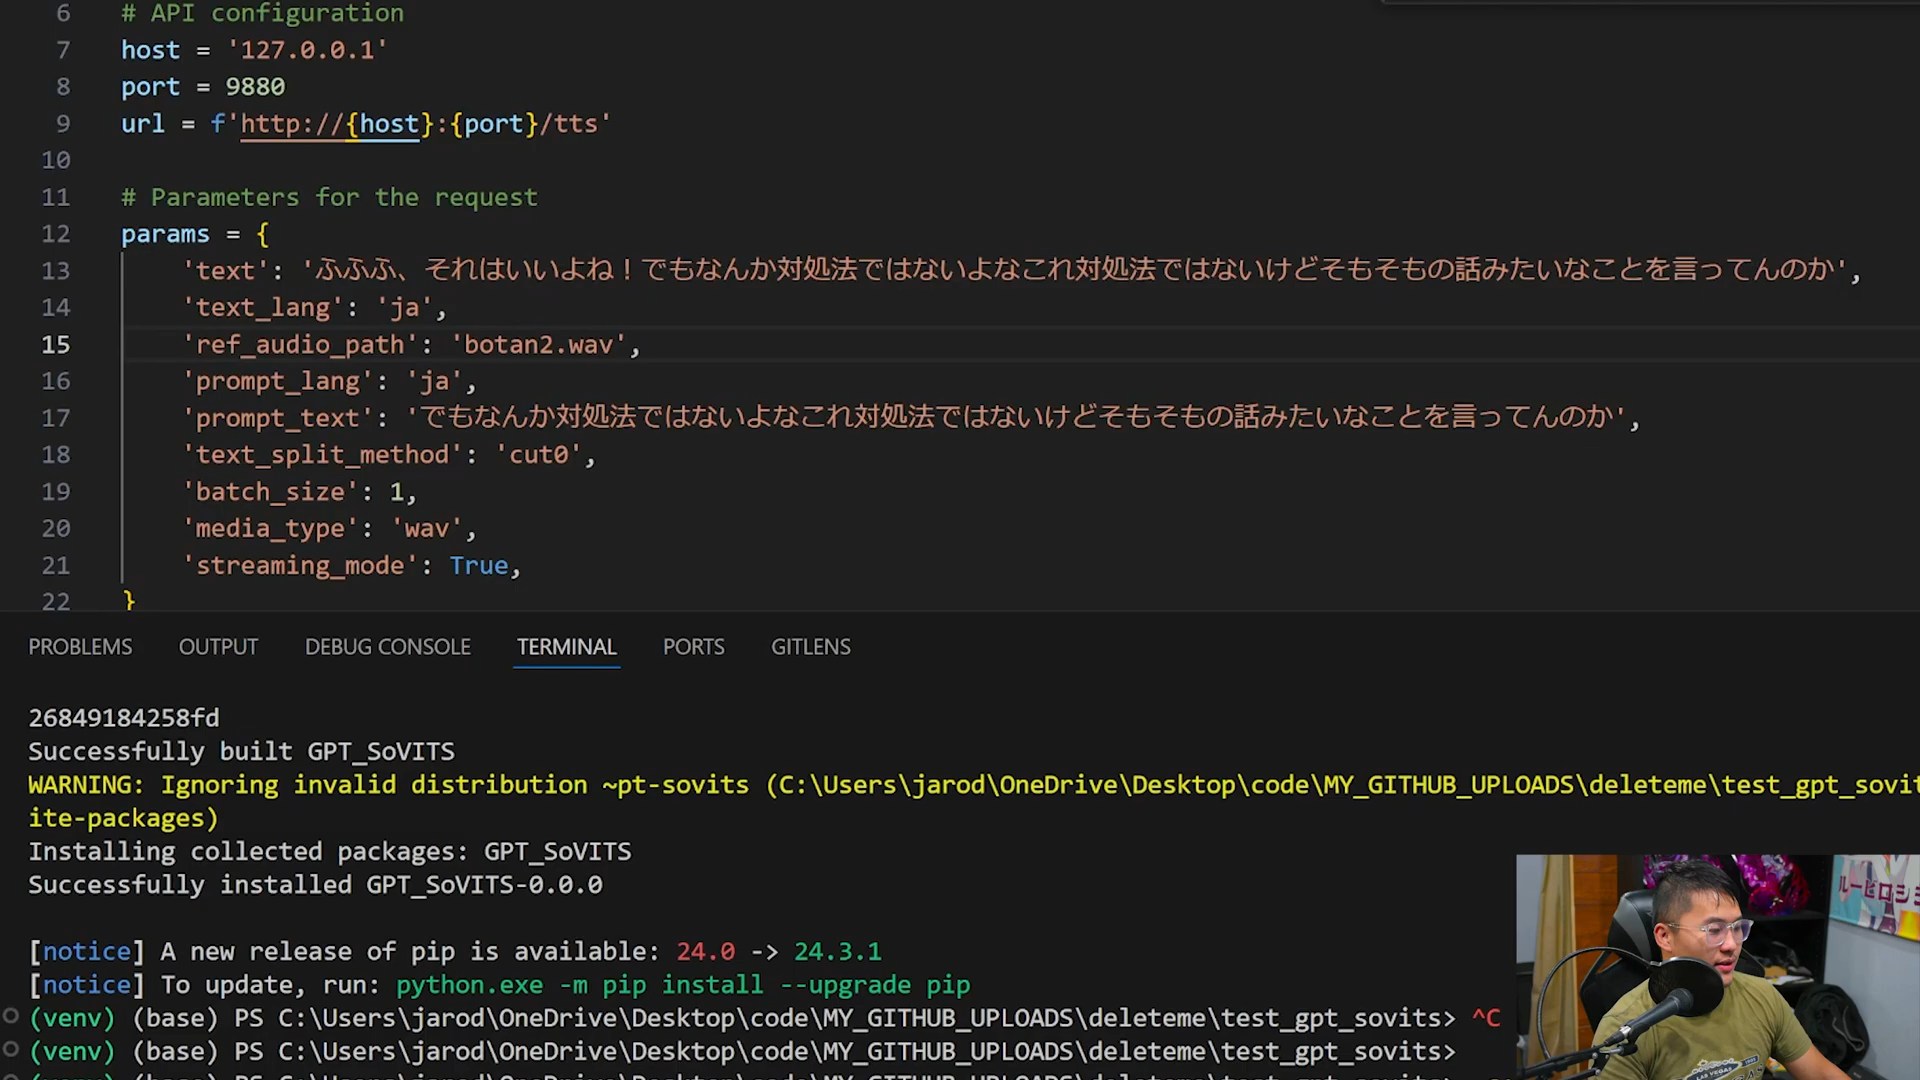 6 # API configuration
7 host = '127.0.0.1'
8 port = 9880
9 url = f'http://{host}:{port}/tts'
10
11 # Parameters for the request
12 params = {
13 'text': 'ふふふ、それはいいよね！でもなんか対処法ではないよなこれ対処法ではないけどそもそもの話みたいなことを言ってんのか',
14 'text_lang': 'ja',
15 'ref_audio_path': 'botan2.wav',
16 'prompt_lang': 'ja',
17 'prompt_text': 'でもなんか対処法ではないよなこれ対処法ではないけどそもそもの話みたいなことを言ってんのか',
18 'text_split_method': 'cut0',
19 'batch_size': 1,
20 'media_type': 'wav',
21 'streaming_mode': True,
22 }
PROBLEMS OUTPUT DEBUG CONSOLE TERMINAL PORTS GITLENS
26849184258fd
Successfully built GPT_SoVITS
WARNING: Ignoring invalid distribution ~pt-sovits (C:\Users\jarod\OneDrive\Desktop\code\MY_GITHUB_UPLOADS\deleteme\test_gpt_sovit
ite-packages)
Installing collected packages: GPT_SoVITS
Successfully installed GPT_SoVITS-0.0.0
[notice] A new release of pip is available: 24.0 -> 24.3.1
[notice] To update, run: python.exe -m pip install --upgrade pip
(venv) (base) PS C:\Users\jarod\OneDrive\Desktop\code\MY_GITHUB_UPLOADS\deleteme\test_gpt_sovits> ^C
(venv) (base) PS C:\Users\jarod\OneDrive\Desktop\code\MY_GITHUB_UPLOADS\deleteme\test_gpt_sovits>
LAS VEGAS